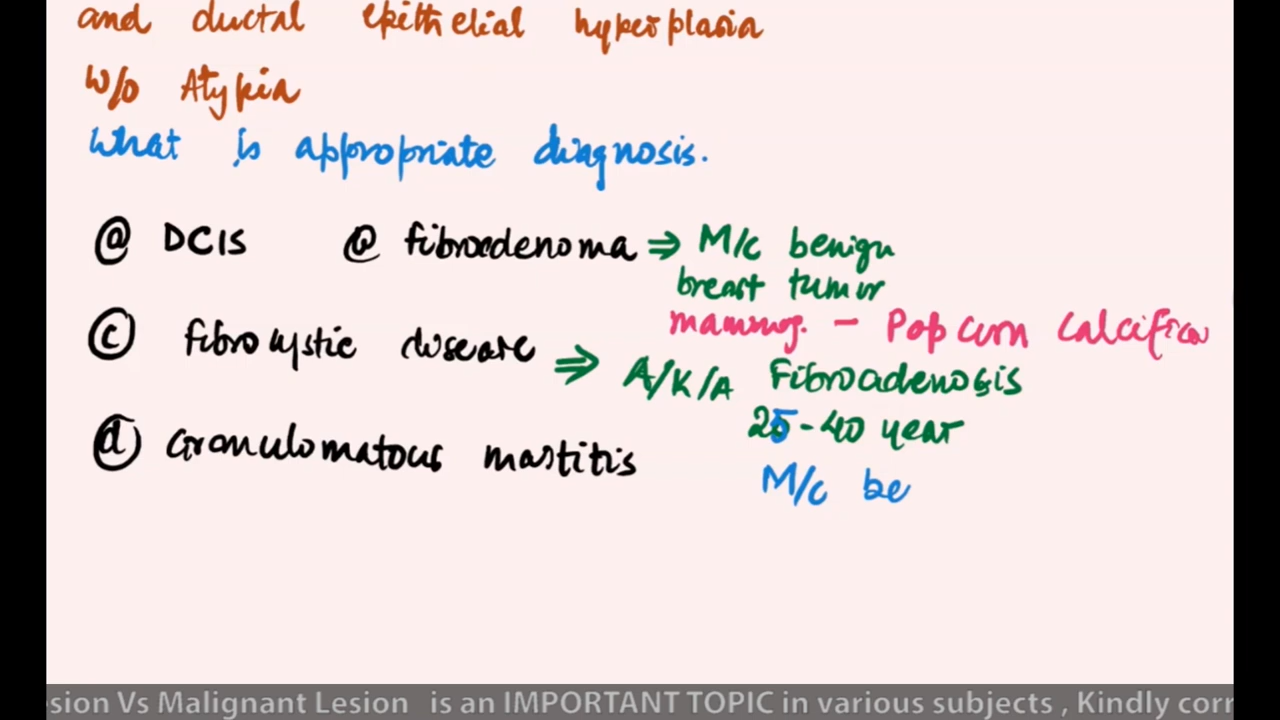 and ductal epithelial hyperplasia
w/o Atypia
What is appropriate diagnosis.
@ DCIS @ fibroadenoma ⇒ M/c benign
breast tumor
mammog. - Pop corn calcifica
(c) fibrocystic disease ⇒ A/K/A Fibroadenosis
25-40 year
(d) Granulomatous mastitis M/c be
sion Vs Malignant Lesion is an IMPORTANT TOPIC in various subjects , Kindly corr